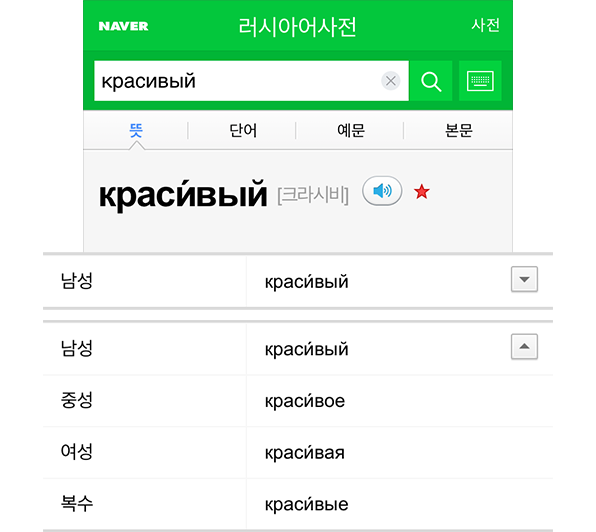 NAVER 러시아어사전 사전
красивый
뜻 단어 예문 본문
краси́вый [크라시비]
남성 краси́вый
남성 краси́вый
중성 краси́вое
여성 краси́вая
복수 краси́вые